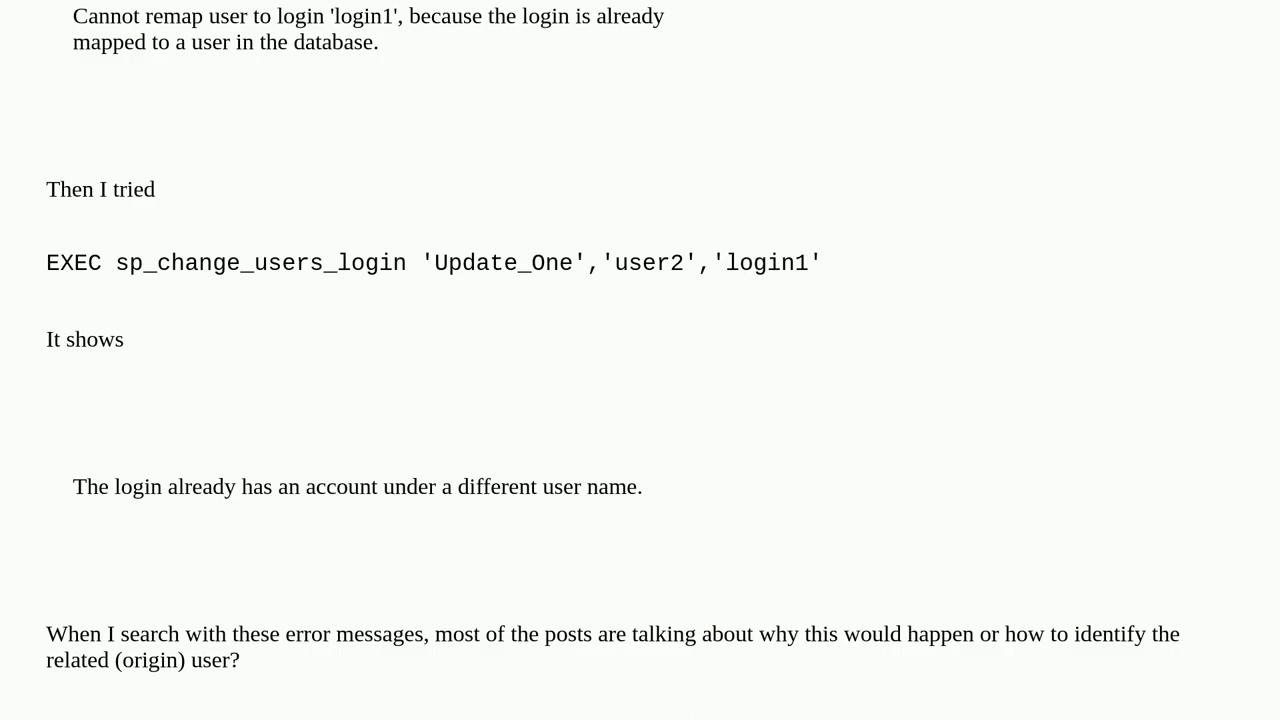 Cannot remap user to login 'login1', because the login is already
mapped to a user in the database.
Then I tried
EXEC sp_change_users_login 'Update_One','user2','login1'
It shows
The login already has an account under a different user name.
When I search with these error messages, most of the posts are talking about why this would happen or how to identify the
related (origin) user?